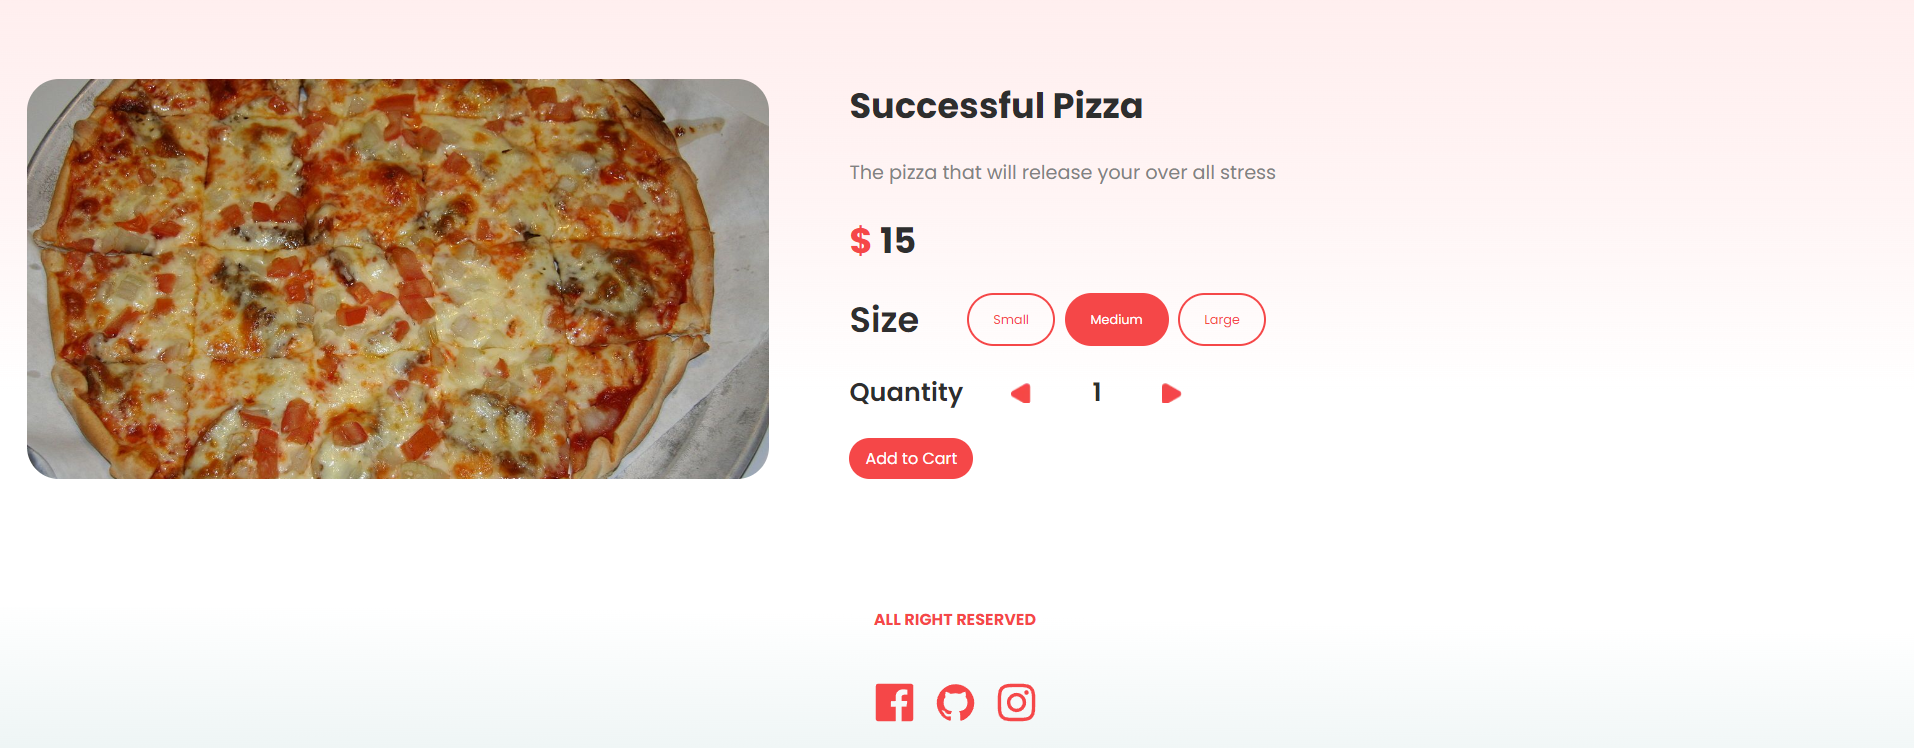 Successful Pizza
The pizza that will release your over all stress
$ 15
Size Small Medium Large
Quantity 1
Add to Cart
ALL RIGHT RESERVED